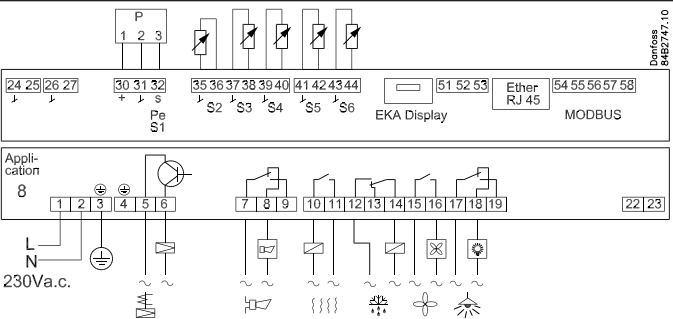 P
1 2 3
Danfoss
84B2747.10
24 25 26 27 30 31 32 35 36 37 38 39 40 41 42 43 44 51 52 53 54 55 56 57 58
+ s
S2 S3 S4 S5 S6
Pe
S1
EKA Display
Ether
RJ 45
MODBUS
Appli-
cation
8
1 2 3 4 5 6 7 8 9 10 11 12 13 14 15 16 17 18 19 22 23
L
N
230Va.c.